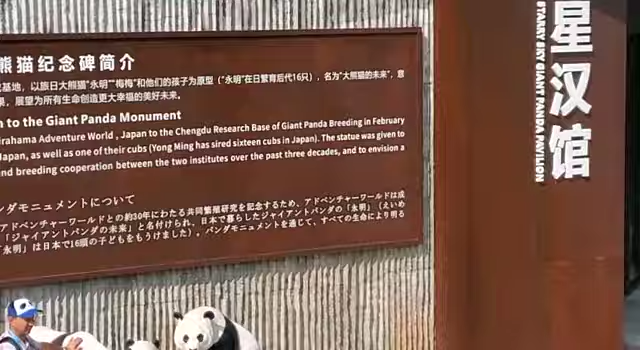 熊猫纪念碑简介
基地，以旅日大熊猫"永明""梅梅"和他们的孩子为原型（"永明"在日繁育后代16只），名为"大熊猫的未来"，意
展望为所有生命创造更大幸福的美好未来。
to the Giant Panda Monument
irahama Adventure World , Japan to the Chengdu Research Base of Giant Panda Breeding in February
Japan, as well as one of their cubs (Yong Ming has sired sixteen cubs in Japan). The statue was given to
nd breeding cooperation between the two institutes over the past three decades, and to envision a
ンダモニュメントについて
アドベンチャーワールドとの約30年にわたる共同繁殖研究を記念するため、アドベンチャーワールドは成
「ジャイアントパンダの未来」と名付けられ、日本で暮らしたジャイアントパンダの「永明」（えいめ
永明」は日本で16頭の子どもをもうけました）。パンダモニュメントを通じて、すべての生命により明る
星汉馆
STARRY SKY GIANT PANDA PAVILION